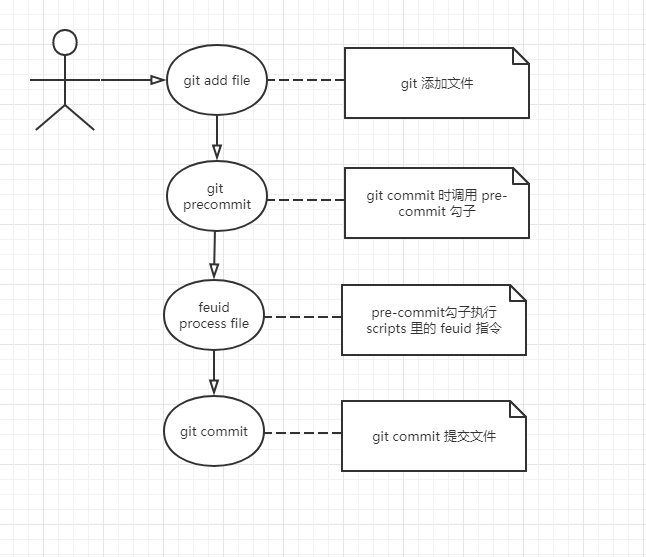 git add file
git 添加文件
git
precommit
git commit 时调用 pre-
commit 勾子
feuid
process file
pre-commit勾子执行
scripts 里的 feuid 指令
git commit
git commit 提交文件